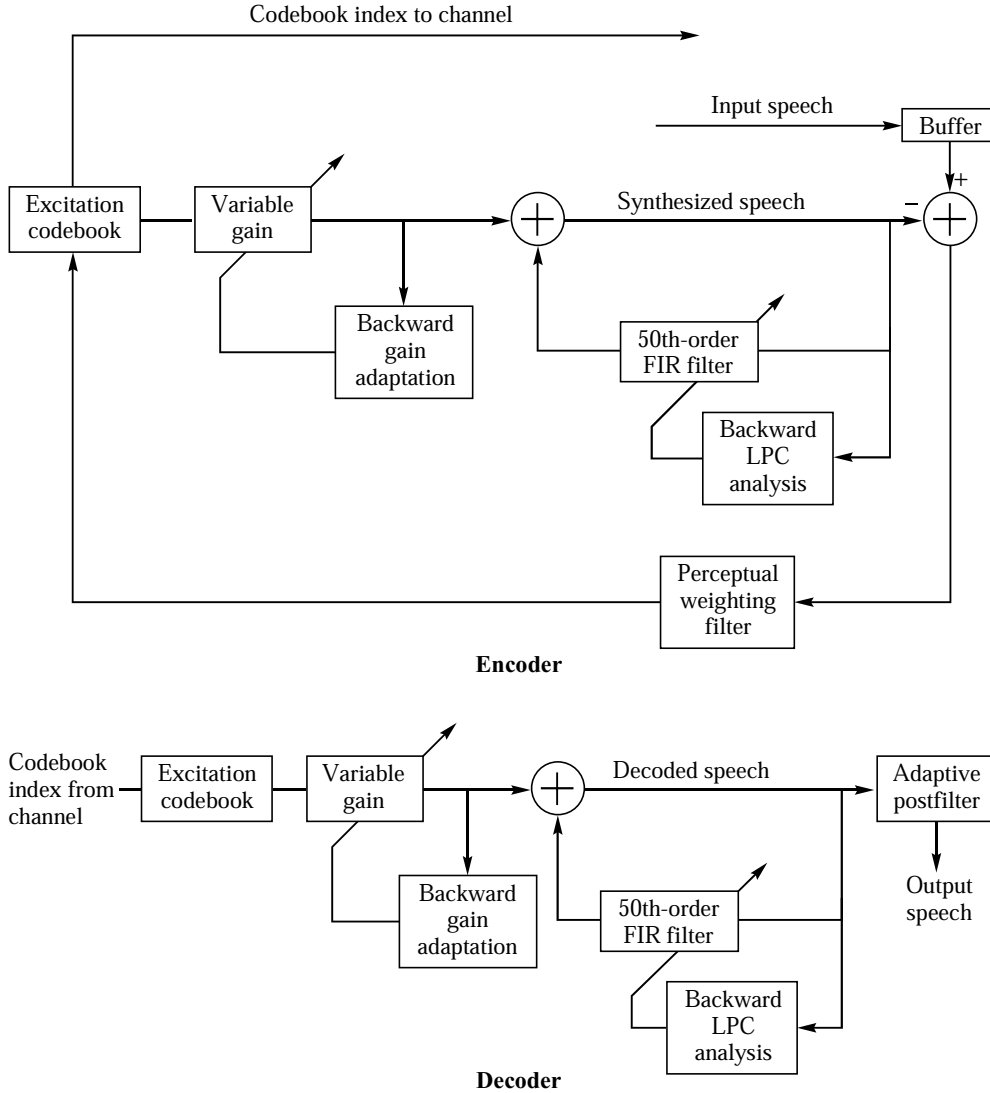 Codebook index to channel
Input speech
Buffer
+
Excitation
codebook
Variable
gain
+
Synthesized speech
−
+
Backward
gain
adaptation
50th-order
FIR filter
Backward
LPC
analysis
Perceptual
weighting
filter
Encoder
Codebook
index from
channel
Excitation
codebook
Variable
gain
+
Decoded speech
Adaptive
postfilter
Backward
gain
adaptation
50th-order
FIR filter
Output
speech
Backward
LPC
analysis
Decoder